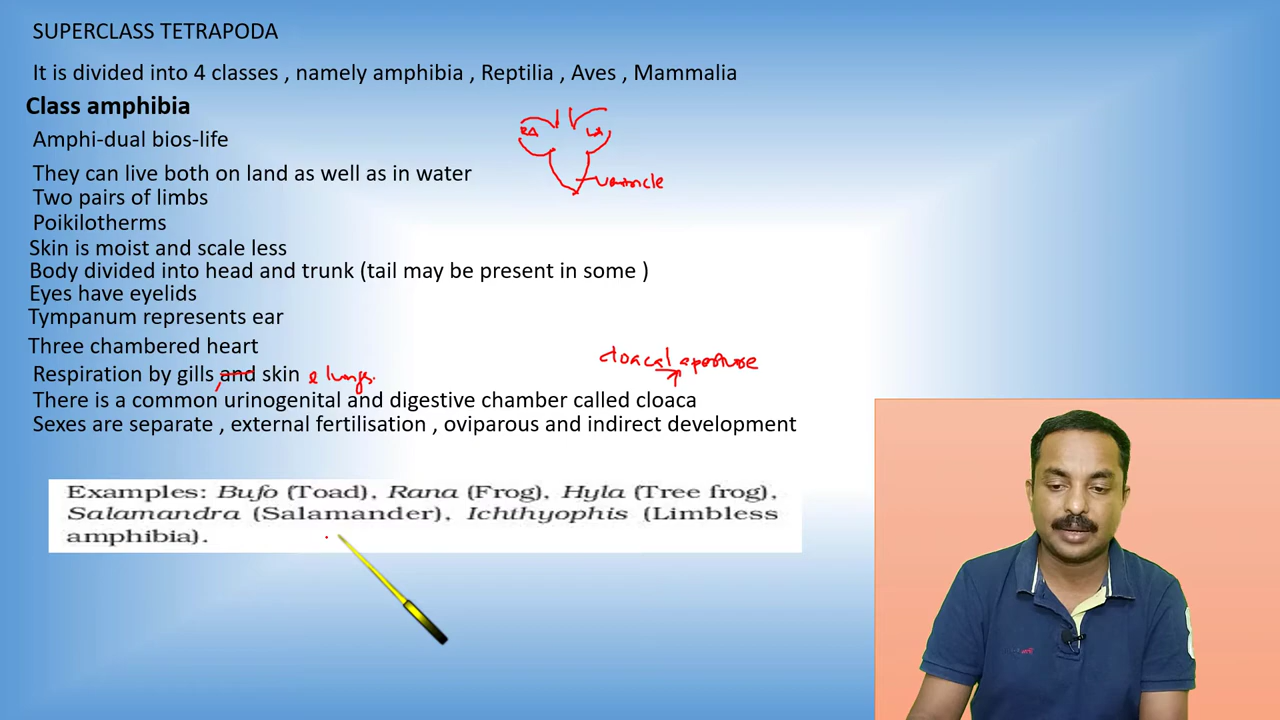 SUPERCLASS TETRAPODA
It is divided into 4 classes , namely amphibia , Reptilia , Aves , Mammalia
Class amphibia
Amphi-dual bios-life
RA LA
They can live both on land as well as in water
ventricle
Two pairs of limbs
Poikilotherms
Skin is moist and scale less
Body divided into head and trunk (tail may be present in some )
Eyes have eyelids
Tympanum represents ear
Three chambered heart
cloacal aperture
Respiration by gills , and skin & lungs.
There is a common urinogenital and digestive chamber called cloaca
Sexes are separate , external fertilisation , oviparous and indirect development
Examples: Bufo (Toad), Rana (Frog), Hyla (Tree frog),
Salamandra (Salamander), Ichthyophis (Limbless
amphibia).